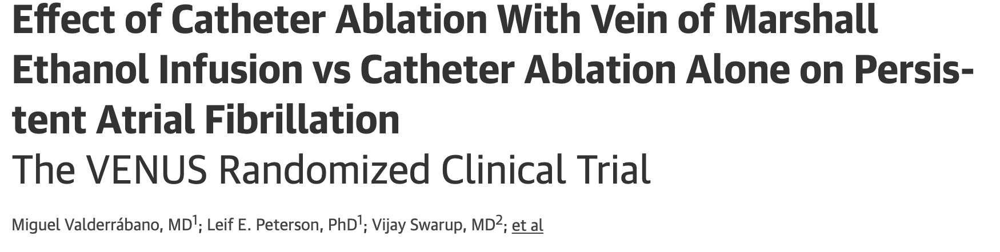 Effect of Catheter Ablation With Vein of Marshall
Ethanol Infusion vs Catheter Ablation Alone on Persis-
tent Atrial Fibrillation
The VENUS Randomized Clinical Trial
Miguel Valderrábano, MD1; Leif E. Peterson, PhD1; Vijay Swarup, MD2; et al